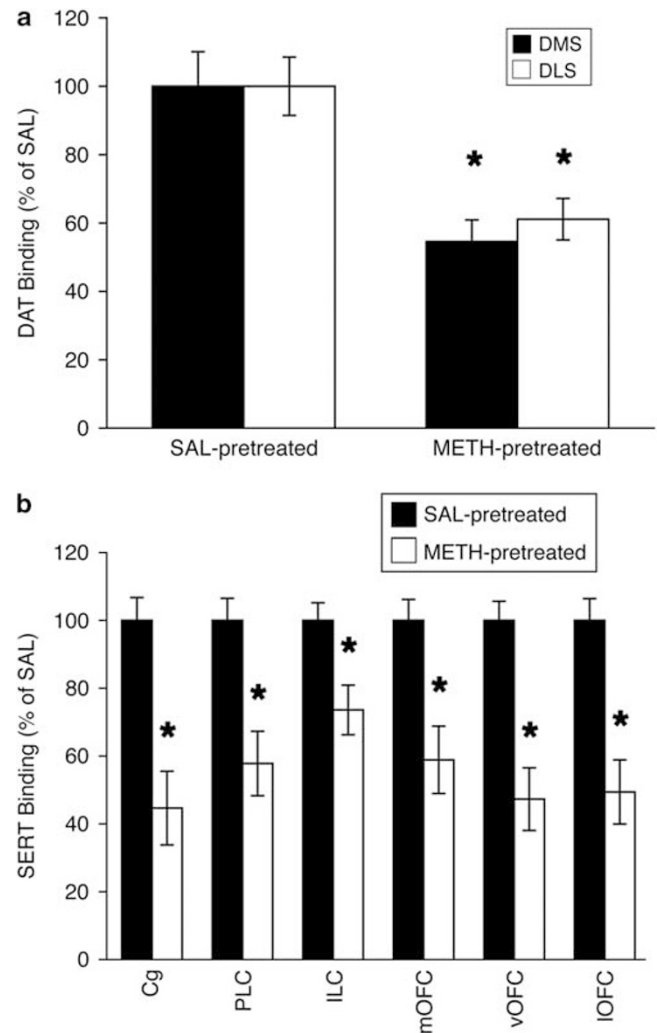 a
DAT Binding (% of SAL)
120
100
80
60
40
20
0
DMS
DLS
*
*
SAL-pretreated
METH-pretreated
b
SAL-pretreated
METH-pretreated
SERT Binding (% of SAL)
120
100
80
60
40
20
0
*
*
*
*
*
*
Cg
PLC
ILC
mOFC
vOFC
lOFC